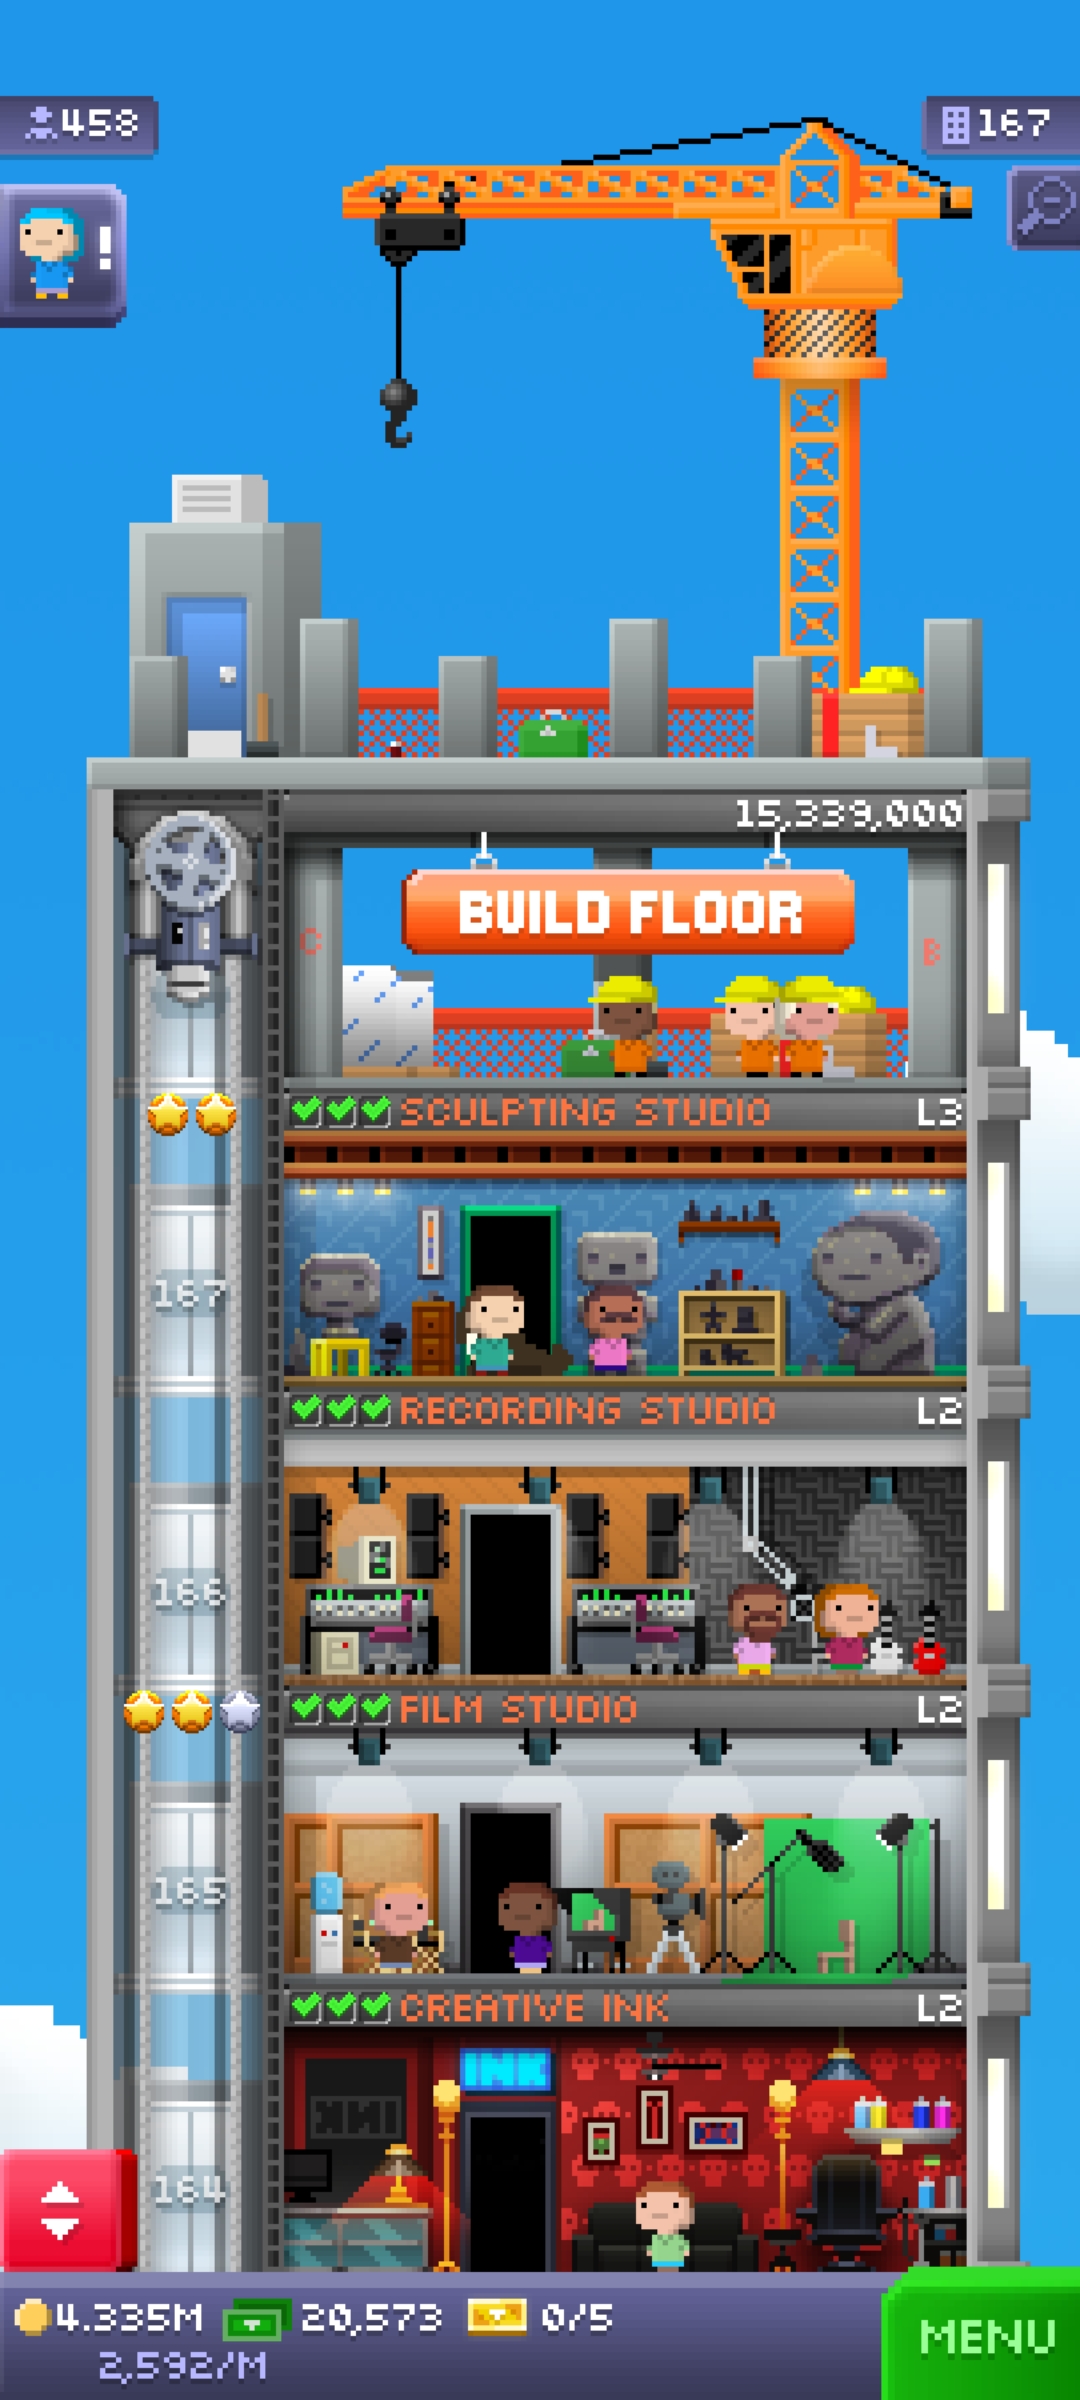 458
167
!
15,339,000
BUILD FLOOR
C
B
SCULPTING STUDIO L3
167
RECORDING STUDIO L2
166
FILM STUDIO L2
165
CREATIVE INK L2
INK
INK
164
4.335M 20,573 0/5
2,592/M
MENU